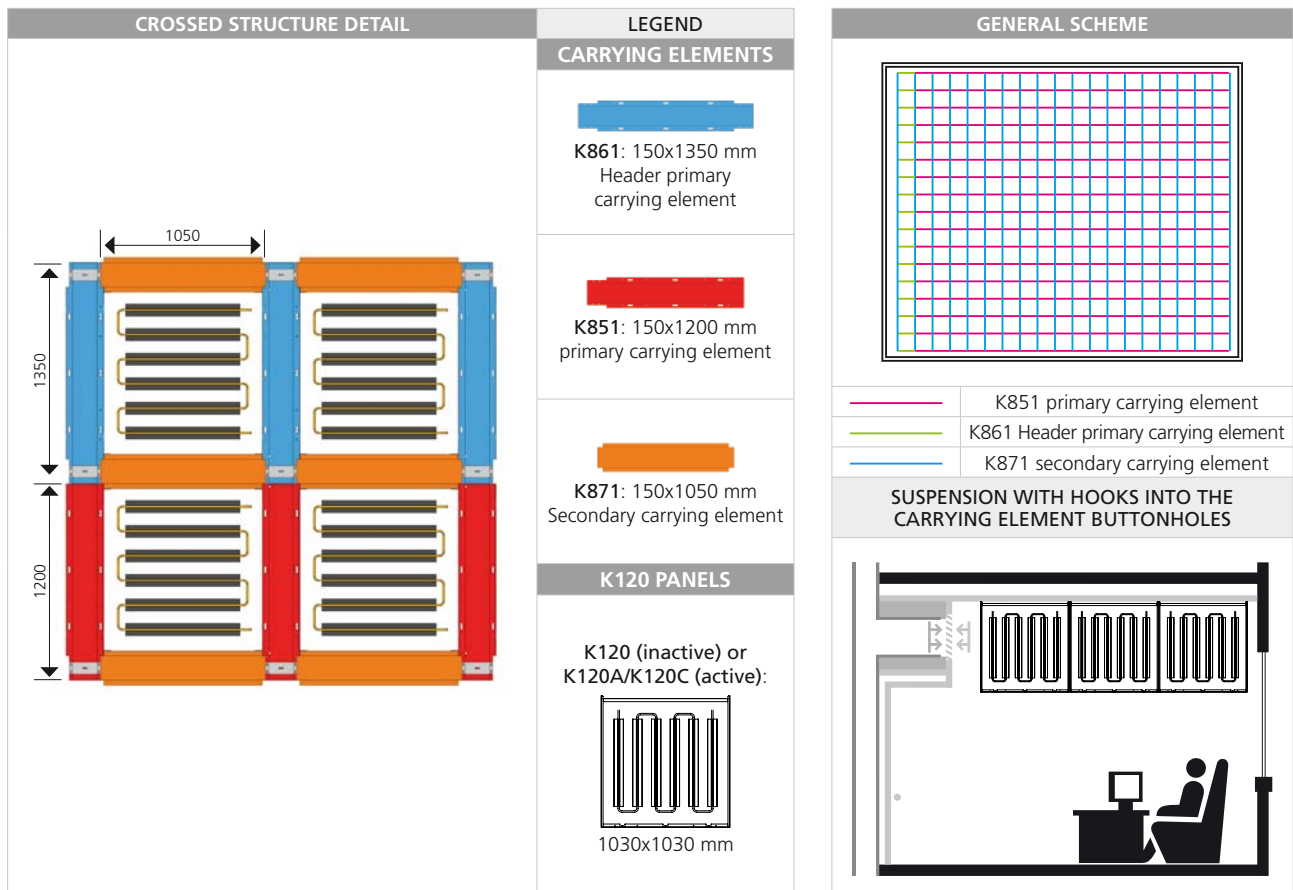 CROSSED STRUCTURE DETAIL
1050
1350
1200
LEGEND
CARRYING ELEMENTS
K861: 150x1350 mm
Header primary
carrying element
K851: 150x1200 mm
primary carrying element
K871: 150x1050 mm
Secondary carrying element
K120 PANELS
K120 (inactive) or
K120A/K120C (active):
1030x1030 mm
GENERAL SCHEME
K851 primary carrying element
K861 Header primary carrying element
K871 secondary carrying element
SUSPENSION WITH HOOKS INTO THE
CARRYING ELEMENT BUTTONHOLES